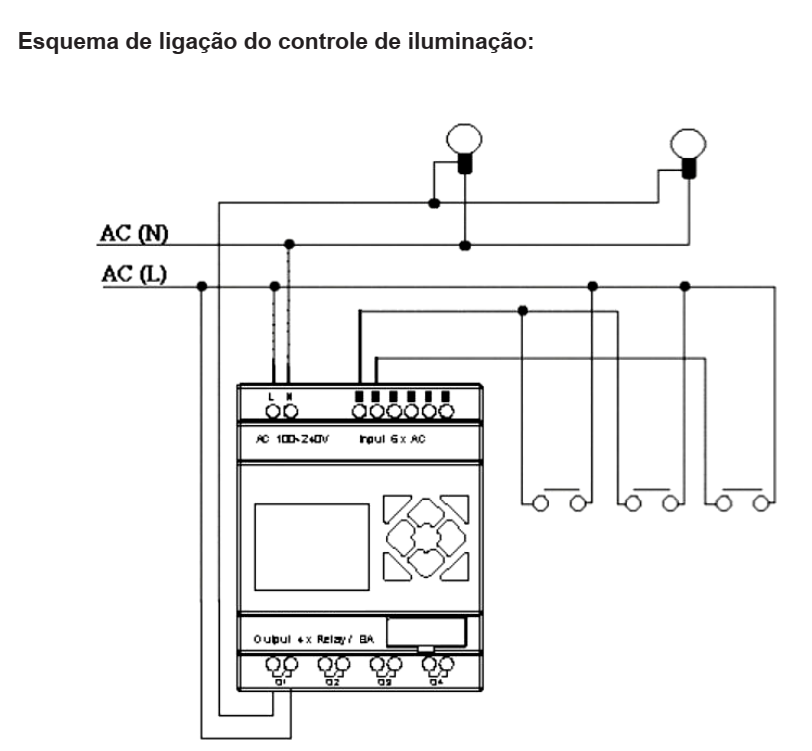 Esquema de ligação do controle de iluminação:
AC (N)
AC (L)
L N
AC 100~240V Input 6 x AC
Output 4 x Relay / 8A
Q1 Q2 Q3 Q4